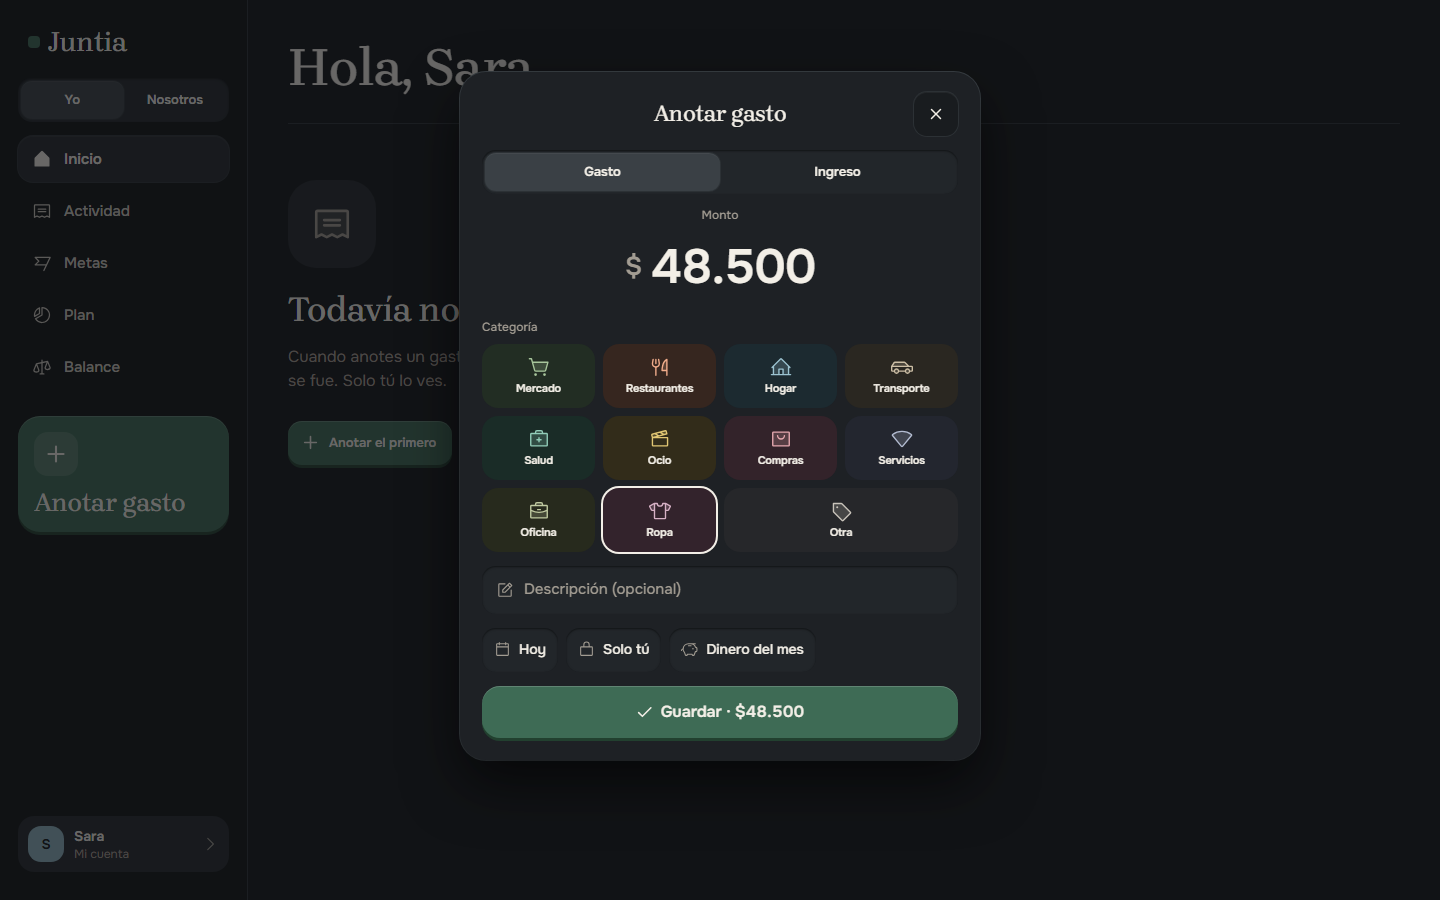 Juntia
Yo
Nosotros
Inicio
Actividad
Metas
Plan
Balance
Anotar gasto
Sara
Mi cuenta
S
Hola, Sara
Todavía no
Cuando anotes un gast
se fue. Solo tú lo ves.
Anotar el primero
Anotar gasto
Gasto
Ingreso
Monto
$ 48.500
Categoría
Mercado
Restaurantes
Hogar
Transporte
Salud
Ocio
Compras
Servicios
Oficina
Ropa
Otra
Descripción (opcional)
Hoy
Solo tú
Dinero del mes
Guardar · $48.500